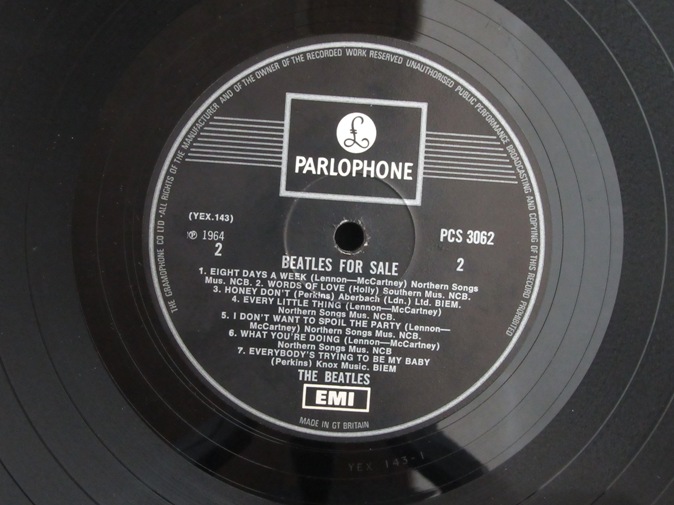 THE GRAMOPHONE CO LTD · ALL RIGHTS OF THE MANUFACTURER AND OF THE OWNER OF THE RECORDED WORK RESERVED UNAUTHORISED PUBLIC PERFORMANCE BROADCASTING AND COPYING OF THIS RECORD PROHIBITED
£
PARLOPHONE
(YEX.143)
℗ 1964
2
PCS 3062
2
BEATLES FOR SALE
1. EIGHT DAYS A WEEK (Lennon—McCartney) Northern Songs
Mus. NCB. 2. WORDS OF LOVE (Holly) Southern Mus. NCB.
3. HONEY DON'T (Perkins) Aberbach (Ldn.) Ltd. BIEM.
4. EVERY LITTLE THING (Lennon—McCartney)
Northern Songs Mus. NCB.
5. I DON'T WANT TO SPOIL THE PARTY (Lennon—
McCartney) Northern Songs Mus. NCB.
6. WHAT YOU'RE DOING (Lennon—McCartney)
Northern Songs Mus. NCB
7. EVERYBODY'S TRYING TO BE MY BABY
(Perkins) Knox Music. BIEM
THE BEATLES
EMI
MADE IN GT BRITAIN
YEX 143-1